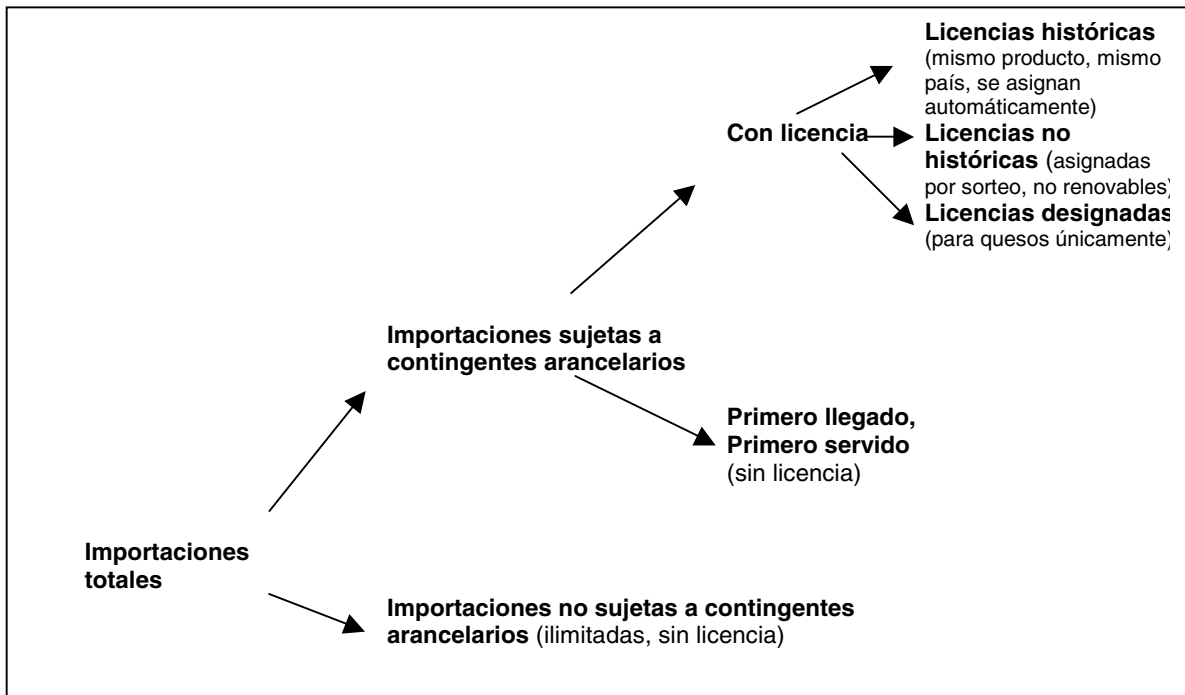 Licencias históricas
(mismo producto, mismo
país, se asignan
automáticamente)
Con licencia
Licencias no
históricas (asignadas
por sorteo, no renovables)
Licencias designadas
(para quesos únicamente)
Importaciones sujetas a
contingentes arancelarios
Primero llegado,
Primero servido
(sin licencia)
Importaciones
totales
Importaciones no sujetas a contingentes
arancelarios (ilimitadas, sin licencia)